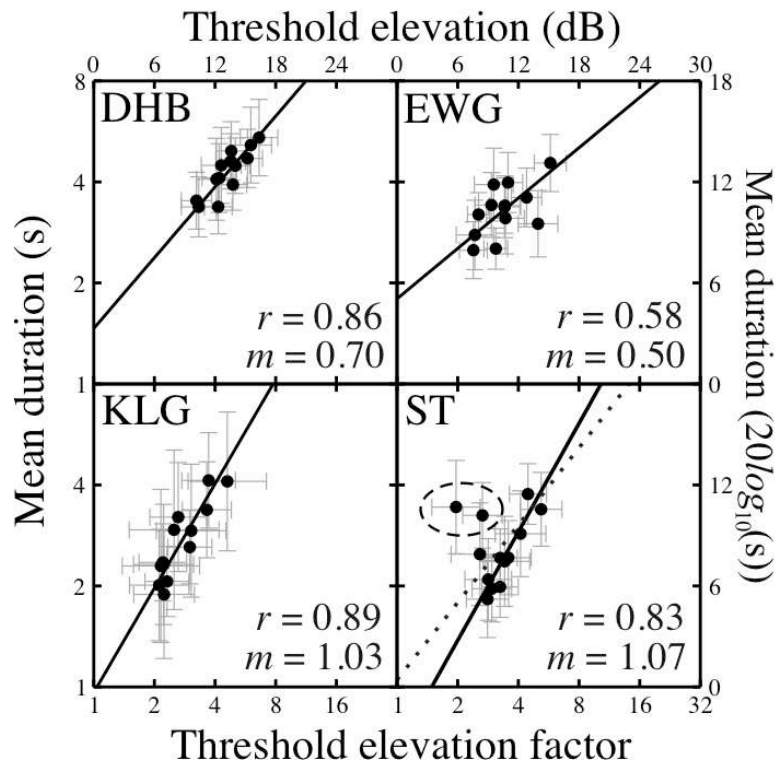 Threshold elevation (dB)
0 6 12 18 24 0 6 12 18 24 30
8 DHB EWG 18
4 12
2 6
r = 0.86 r = 0.58
m = 0.70 m = 0.50
1 KLG ST 0
4 12
2 6
r = 0.89 r = 0.83
m = 1.03 m = 1.07
1 0
1 2 4 8 16 1 2 4 8 16 32
Threshold elevation factor
Mean duration (s)
Mean duration (20log10(s))